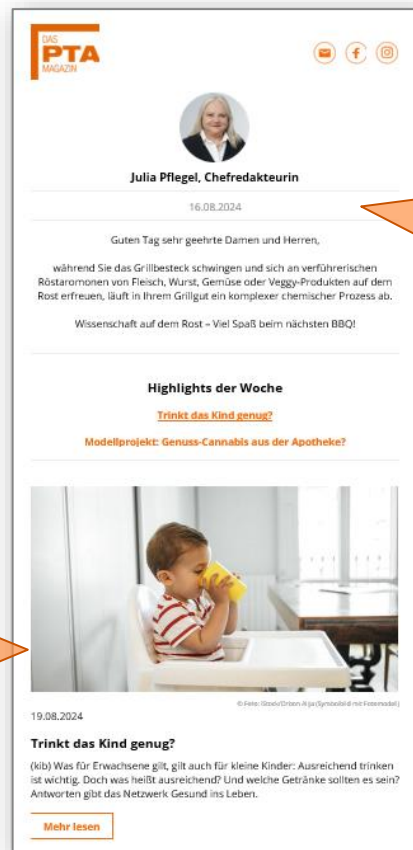 DAS
PTA
MAGAZIN
Julia Pflegel, Chefredakteurin
16.08.2024
Guten Tag sehr geehrte Damen und Herren,
während Sie das Grillbesteck schwingen und sich an verführerischen
Röstaromonen von Fleisch, Wurst, Gemüse oder Veggy-Produkten auf dem
Rost erfreuen, läuft in Ihrem Grillgut ein komplexer chemischer Prozess ab.
Wissenschaft auf dem Rost – Viel Spaß beim nächsten BBQ!
Highlights der Woche
Trinkt das Kind genug?
Modellprojekt: Genuss-Cannabis aus der Apotheke?
© Foto: (Symbolbild mit Fotomodel)
19.08.2024
Trinkt das Kind genug?
(kib) Was für Erwachsene gilt, gilt auch für kleine Kinder: Ausreichend trinken
ist wichtig. Doch was heißt ausreichend? Und welche Getränke sollten es sein?
Antworten gibt das Netzwerk Gesund ins Leben.
Mehr lesen